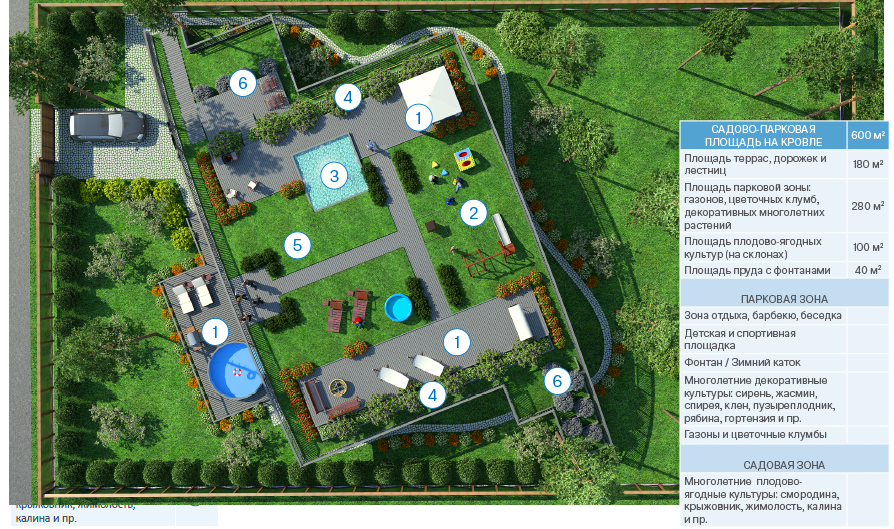 6
4
1
3
2
5
1
1
4
6
САДОВО-ПАРКОВАЯ
ПЛОЩАДЬ НА КРОВЛЕ
600 м²
Площадь террас, дорожек и
лестниц
180 м²
Площадь парковой зоны:
газонов, цветочных клумб,
декоративных многолетних
растений
280 м²
Площадь плодово-ягодных
культур (на склонах)
100 м²
Площадь пруда с фонтанами
40 м²
ПАРКОВАЯ ЗОНА
Зона отдыха, барбекю, беседка
Детская и спортивная
площадка
Фонтан / Зимний каток
Многолетние декоративные
культуры: сирень, жасмин,
спирея, клен, пузыреплодник,
рябина, гортензия и пр.
Газоны и цветочные клумбы
САДОВАЯ ЗОНА
Многолетние плодово-
ягодные культуры: смородина,
крыжовник, жимолость, калина
и пр.
крыжовник, жимолость,
калина и пр.